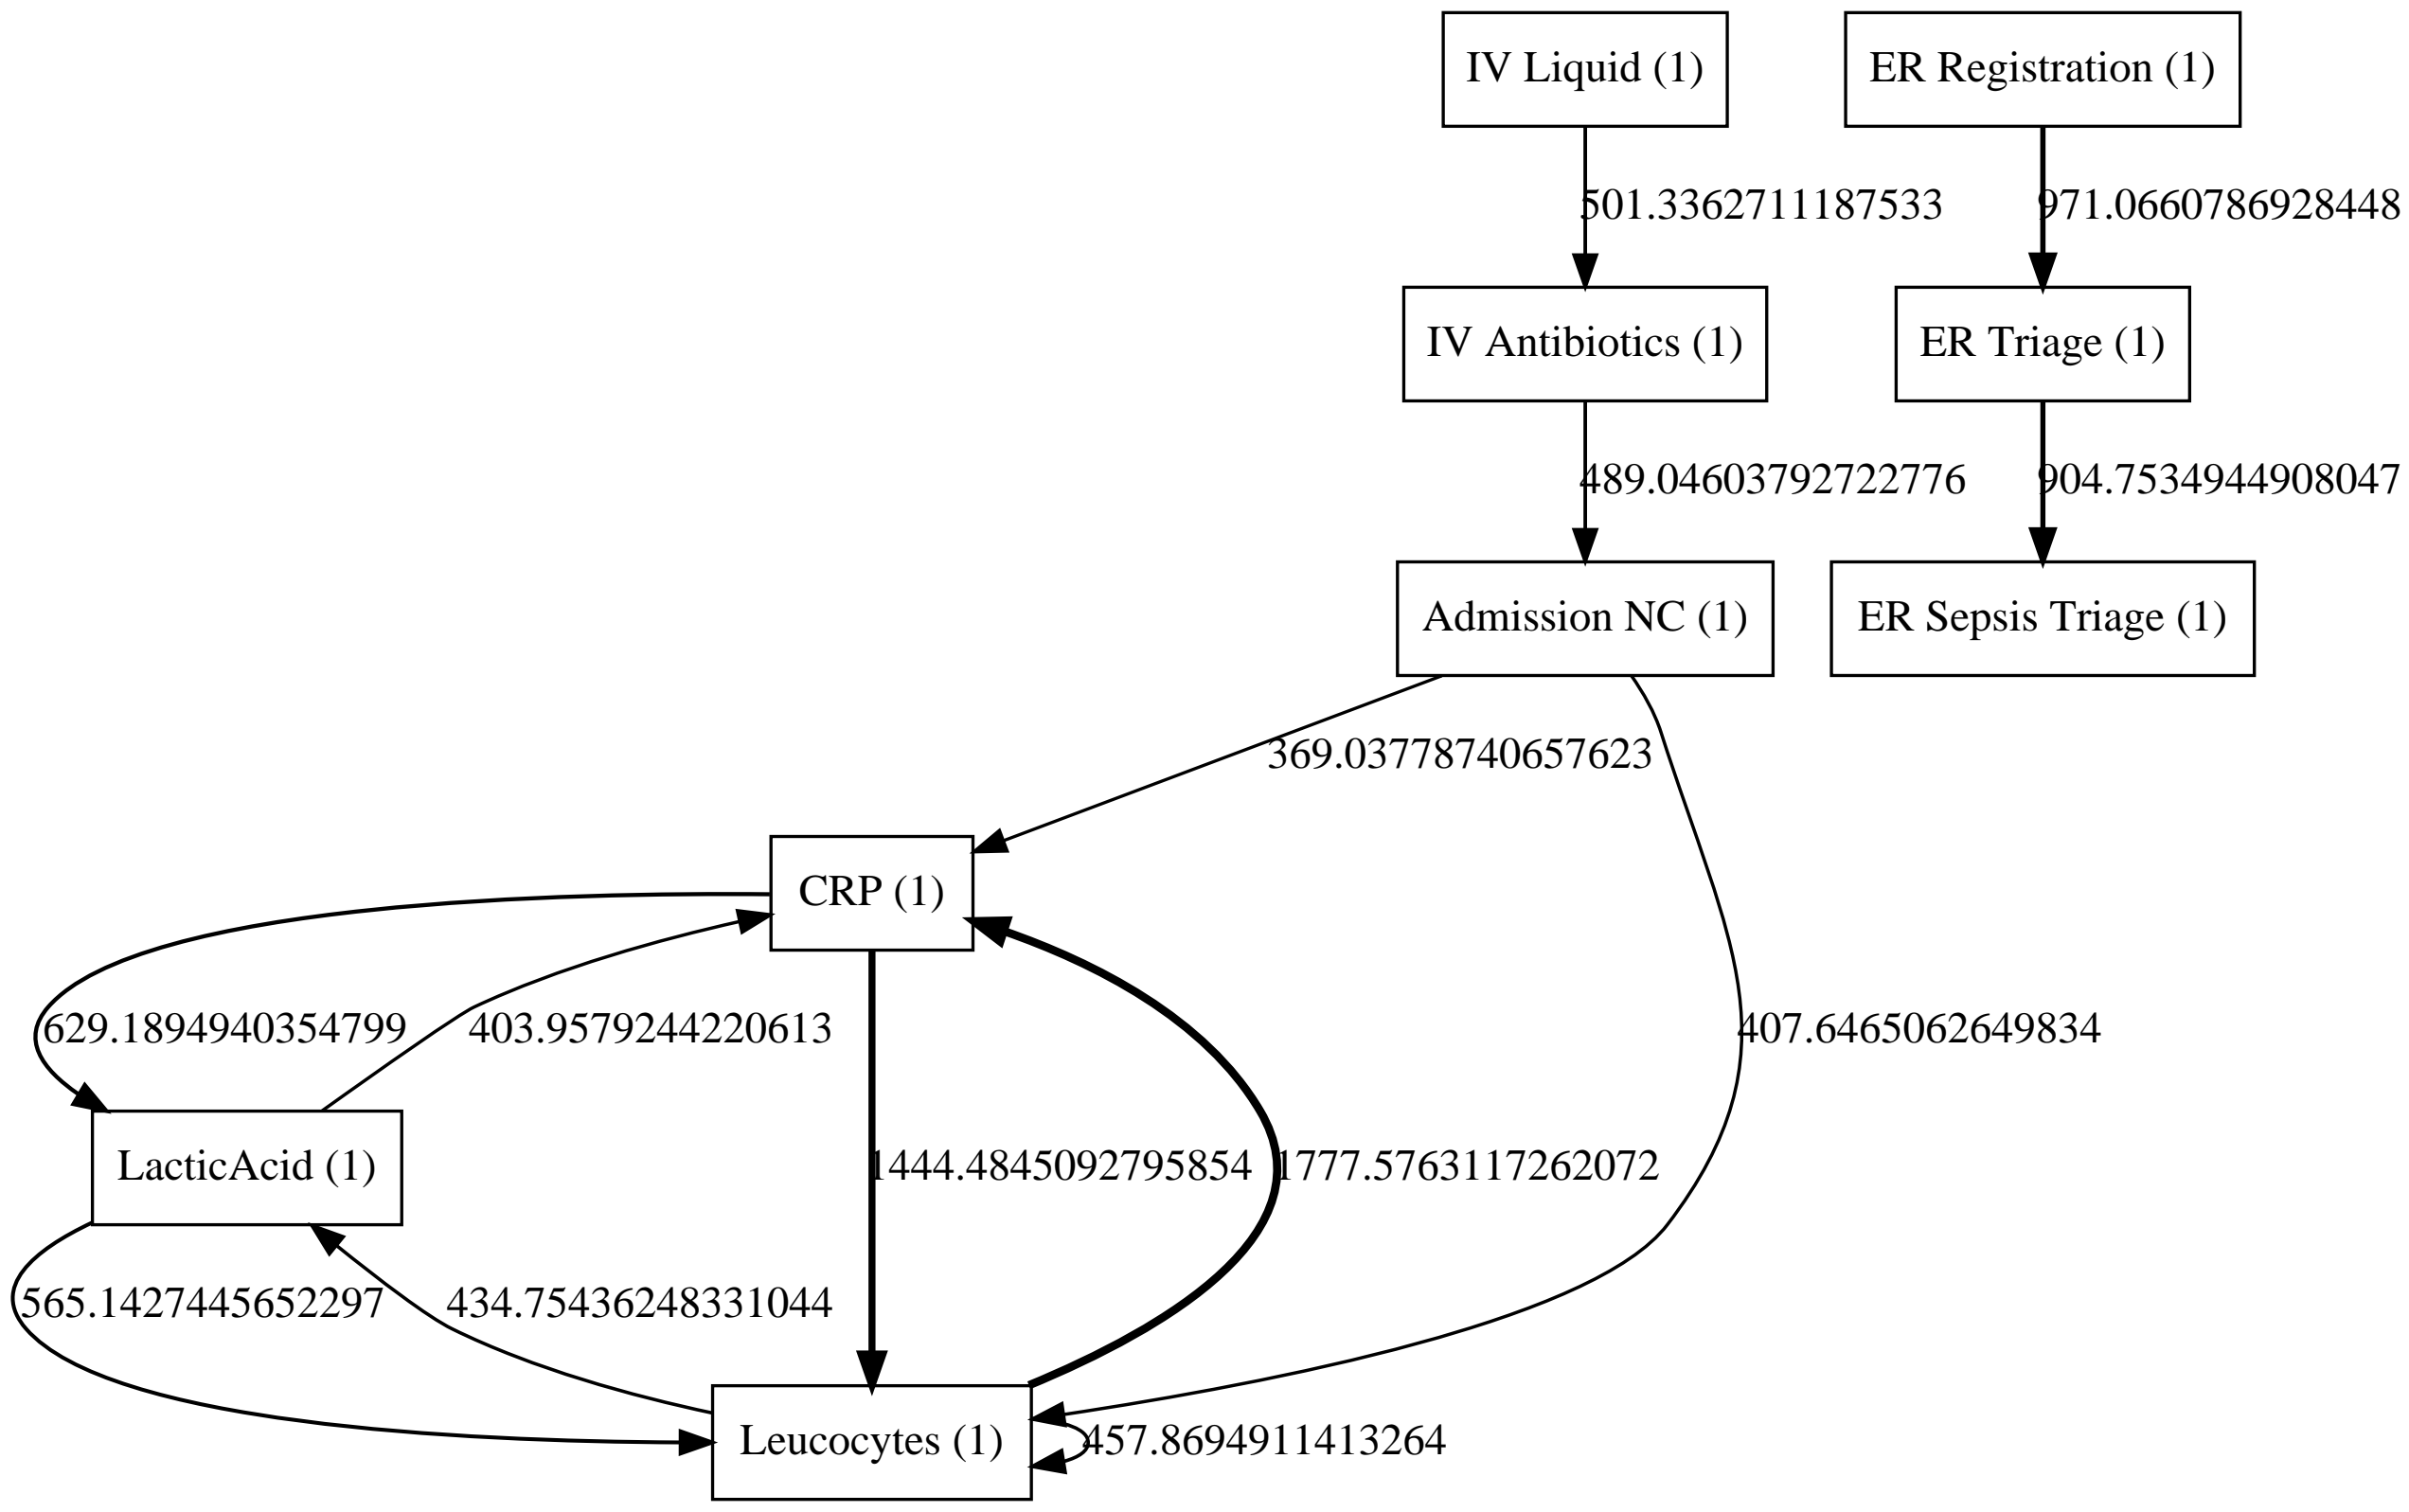 IV Liquid (1)
ER Registration (1)
501.3362711187533
971.0660786928448
IV Antibiotics (1)
ER Triage (1)
489.04603792722776
904.7534944908047
Admission NC (1)
ER Sepsis Triage (1)
369.03778740657623
CRP (1)
629.1894940354799
403.9579244220613
407.6465062649834
LacticAcid (1)
1444.4845092795854
1777.5763117262072
565.1427445652297
434.75436248331044
Leucocytes (1)
457.8694911413264